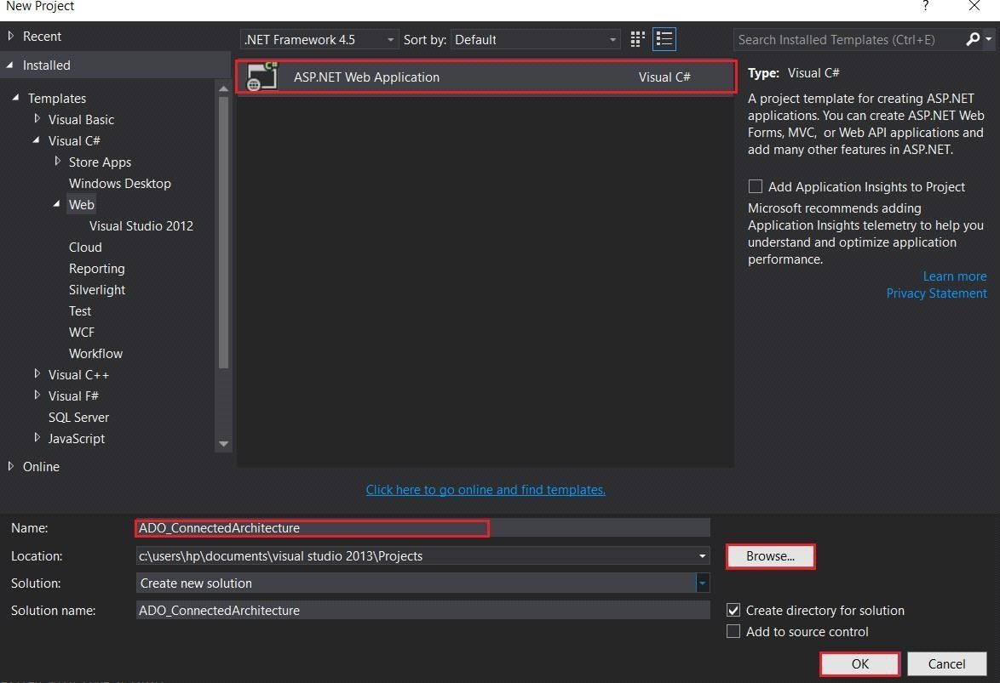 New Project
?
Recent
.NET Framework 4.5
Sort by: Default
Search Installed Templates (Ctrl+E)
Installed
Templates
Visual Basic
Visual C#
Store Apps
Windows Desktop
Web
Visual Studio 2012
Cloud
Reporting
Silverlight
Test
WCF
Workflow
Visual C++
Visual F#
SQL Server
JavaScript
Online
C#
ASP.NET Web Application
Visual C#
Type: Visual C#
A project template for creating ASP.NET
applications. You can create ASP.NET Web
Forms, MVC, or Web API applications and
add many other features in ASP.NET.
Add Application Insights to Project
Microsoft recommends adding
Application Insights telemetry to help you
understand and optimize application
performance.
Learn more
Privacy Statement
Click here to go online and find templates.
Name: ADO_ConnectedArchitecture
Location: c:\users\hp\documents\visual studio 2013\Projects
Browse...
Solution: Create new solution
Solution name: ADO_ConnectedArchitecture
Create directory for solution
Add to source control
OK
Cancel